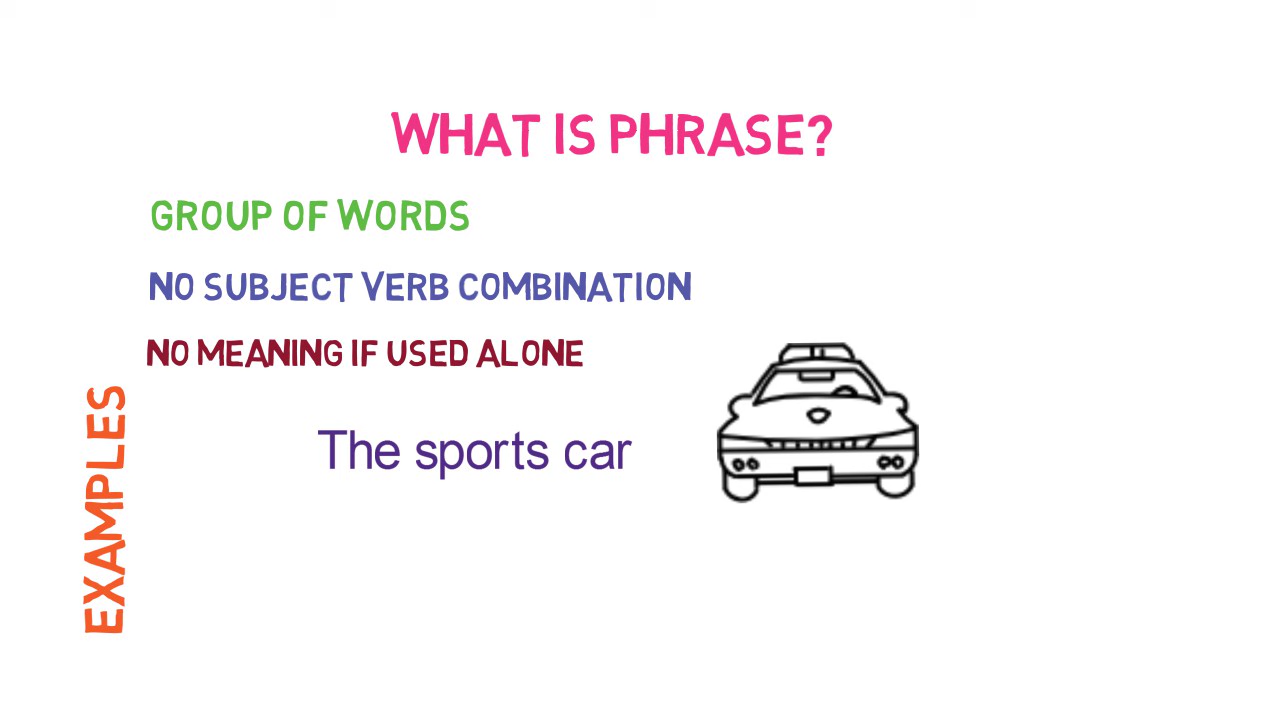 WHAT IS PHRASE?
GROUP OF WORDS
NO SUBJECT VERB COMBINATION
NO MEANING IF USED ALONE
EXAMPLES
The sports car